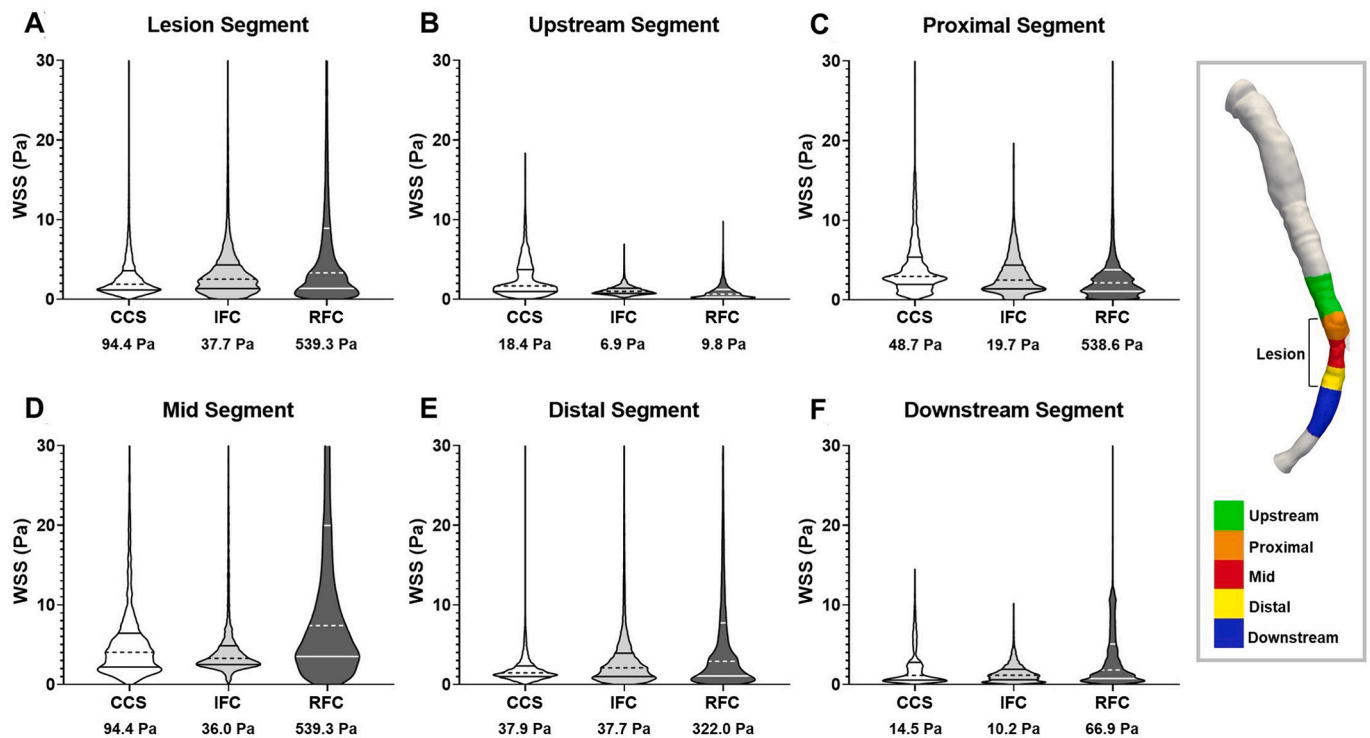 A Lesion Segment
WSS (Pa)
30
20
10
0
CCS IFC RFC
94.4 Pa 37.7 Pa 539.3 Pa
B Upstream Segment
WSS (Pa)
30
20
10
0
CCS IFC RFC
18.4 Pa 6.9 Pa 9.8 Pa
C Proximal Segment
WSS (Pa)
30
20
10
0
CCS IFC RFC
48.7 Pa 19.7 Pa 538.6 Pa
D Mid Segment
WSS (Pa)
30
20
10
0
CCS IFC RFC
94.4 Pa 36.0 Pa 539.3 Pa
E Distal Segment
WSS (Pa)
30
20
10
0
CCS IFC RFC
37.9 Pa 37.7 Pa 322.0 Pa
F Downstream Segment
WSS (Pa)
30
20
10
0
CCS IFC RFC
14.5 Pa 10.2 Pa 66.9 Pa
Lesion
Upstream
Proximal
Mid
Distal
Downstream